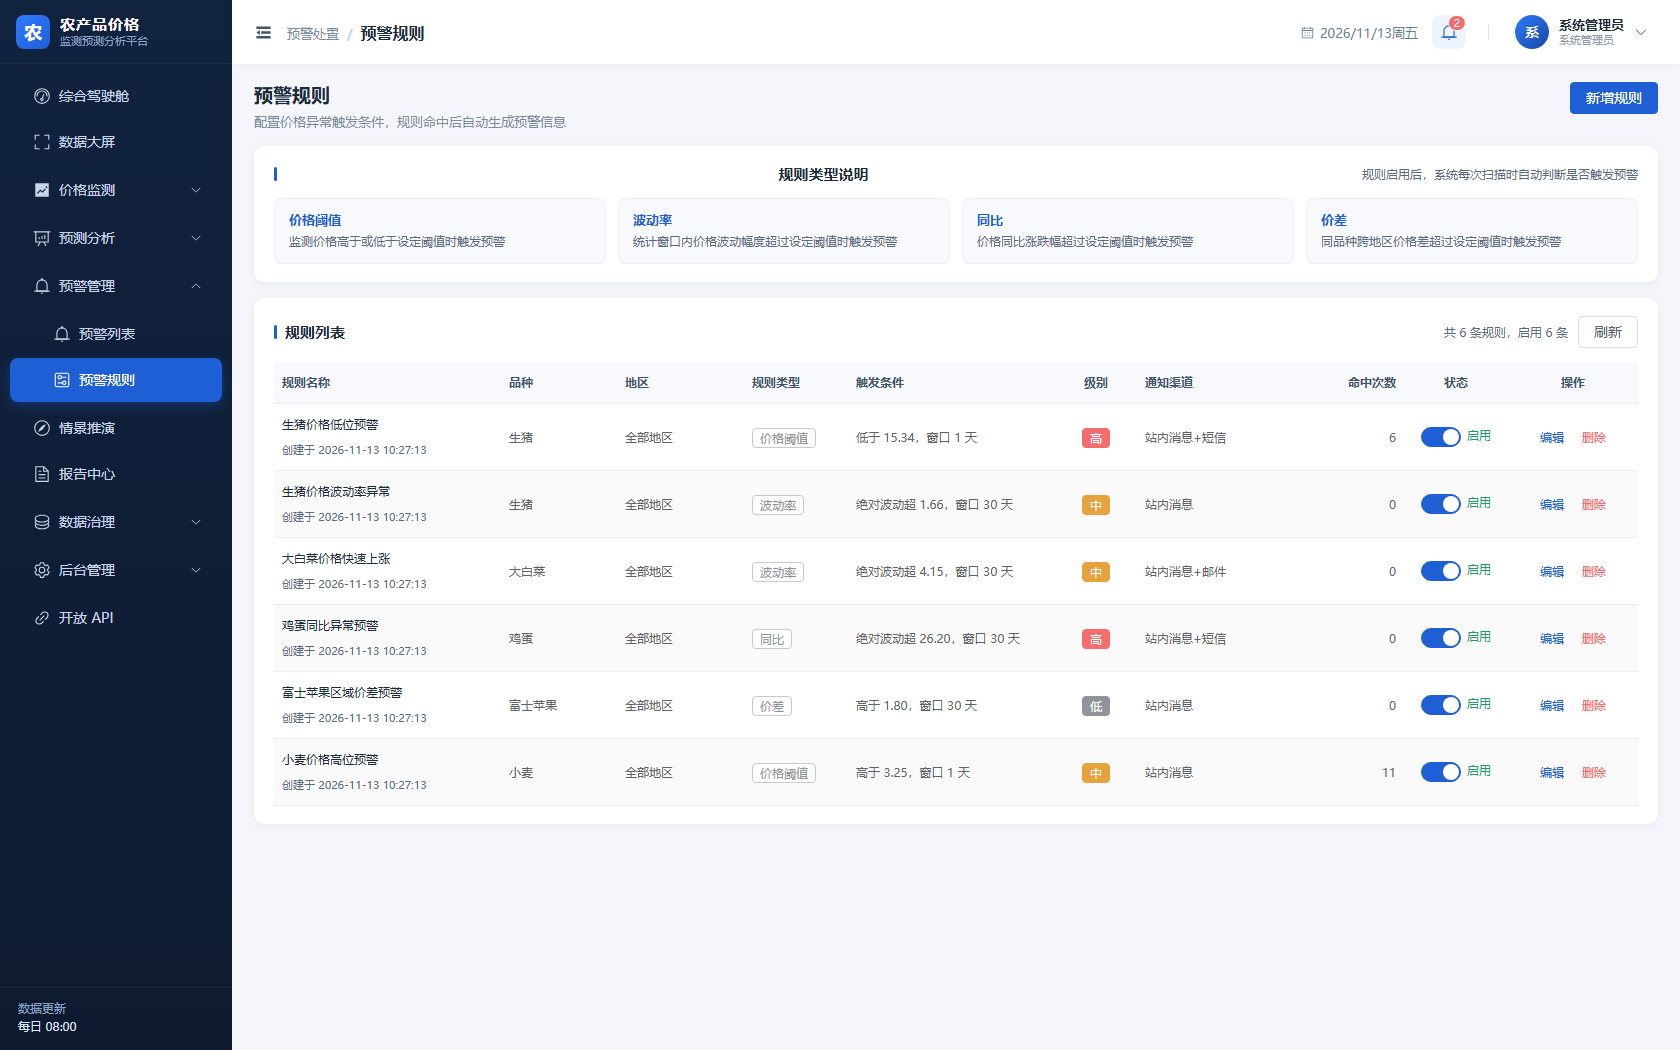 农
农产品价格
监测预测分析平台
综合驾驶舱
数据大屏
价格监测
预测分析
预警管理
预警列表
预警规则
情景推演
报告中心
数据治理
后台管理
开放 API
数据更新
每日 08:00
预警处置 / 预警规则
2026/11/13周五
2
系
系统管理员
系统管理员
预警规则
配置价格异常触发条件，规则命中后自动生成预警信息
新增规则
规则类型说明
规则启用后，系统每次扫描时自动判断是否触发预警
价格阈值
监测价格高于或低于设定阈值时触发预警
波动率
统计窗口内价格波动幅度超过设定阈值时触发预警
同比
价格同比涨跌幅超过设定阈值时触发预警
价差
同品种跨地区价格差超过设定阈值时触发预警
规则列表
共 6 条规则，启用 6 条
刷新
规则名称 品种 地区 规则类型 触发条件 级别 通知渠道 命中次数 状态 操作
生猪价格低位预警
创建于 2026-11-13 10:27:13
生猪 全部地区 价格阈值 低于 15.34，窗口 1 天 高 站内消息+短信 6 启用 编辑 删除
生猪价格波动率异常
创建于 2026-11-13 10:27:13
生猪 全部地区 波动率 绝对波动超 1.66，窗口 30 天 中 站内消息 0 启用 编辑 删除
大白菜价格快速上涨
创建于 2026-11-13 10:27:13
大白菜 全部地区 波动率 绝对波动超 4.15，窗口 30 天 中 站内消息+邮件 0 启用 编辑 删除
鸡蛋同比异常预警
创建于 2026-11-13 10:27:13
鸡蛋 全部地区 同比 绝对波动超 26.20，窗口 30 天 高 站内消息+短信 0 启用 编辑 删除
富士苹果区域价差预警
创建于 2026-11-13 10:27:13
富士苹果 全部地区 价差 高于 1.80，窗口 30 天 低 站内消息 0 启用 编辑 删除
小麦价格高位预警
创建于 2026-11-13 10:27:13
小麦 全部地区 价格阈值 高于 3.25，窗口 1 天 中 站内消息 11 启用 编辑 删除